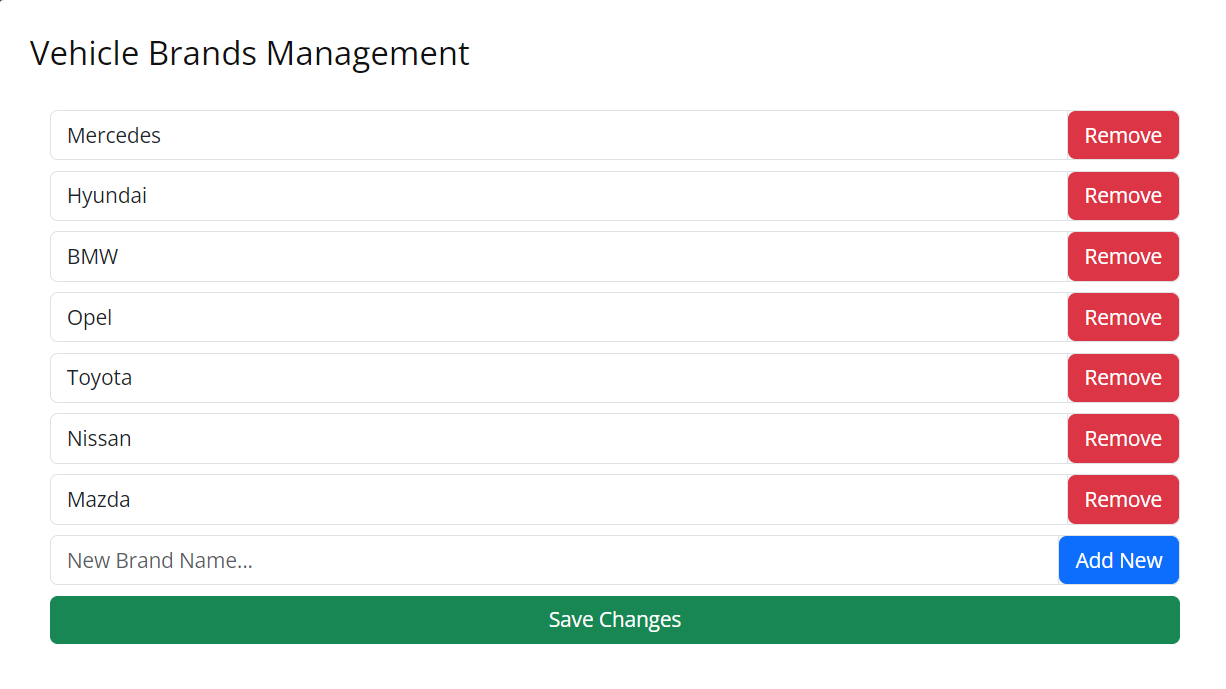 Vehicle Brands Management
Mercedes Remove
Hyundai Remove
BMW Remove
Opel Remove
Toyota Remove
Nissan Remove
Mazda Remove
New Brand Name... Add New
Save Changes